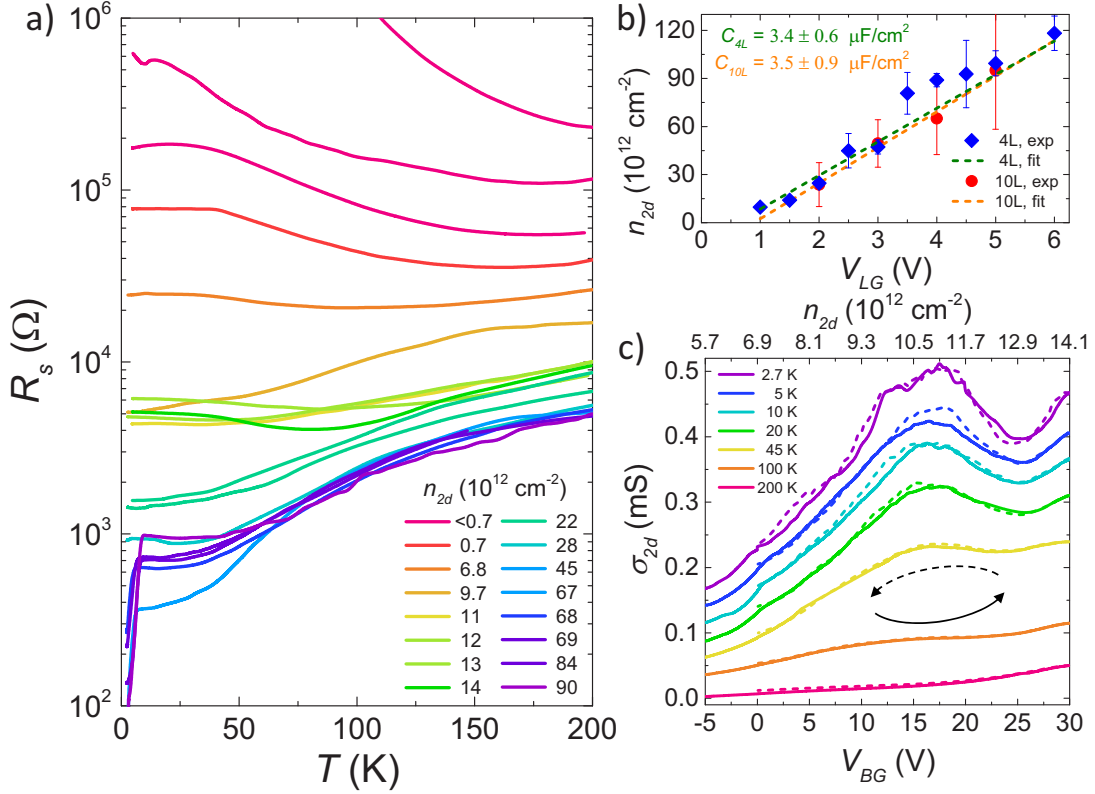 a)
10^6
10^5
10^4
10^3
10^2
R_s (Ω)
0
50
100
150
200
T (K)
n_2d (10^12 cm^-2)
<0.7
0.7
6.8
9.7
11
12
13
14
22
28
45
67
68
69
84
90
b)
C_4L = 3.4 ± 0.6 μF/cm^2
C_10L = 3.5 ± 0.9 μF/cm^2
120
90
60
30
0
n_2d (10^12 cm^-2)
4L, exp
4L, fit
10L, exp
10L, fit
0 1 2 3 4 5 6
V_LG (V)
n_2d (10^12 cm^-2)
5.7 6.9 8.1 9.3 10.5 11.7 12.9 14.1
c)
0.5
0.4
0.3
0.2
0.1
0.0
σ_2d (mS)
2.7 K
5 K
10 K
20 K
45 K
100 K
200 K
-5 0 5 10 15 20 25 30
V_BG (V)